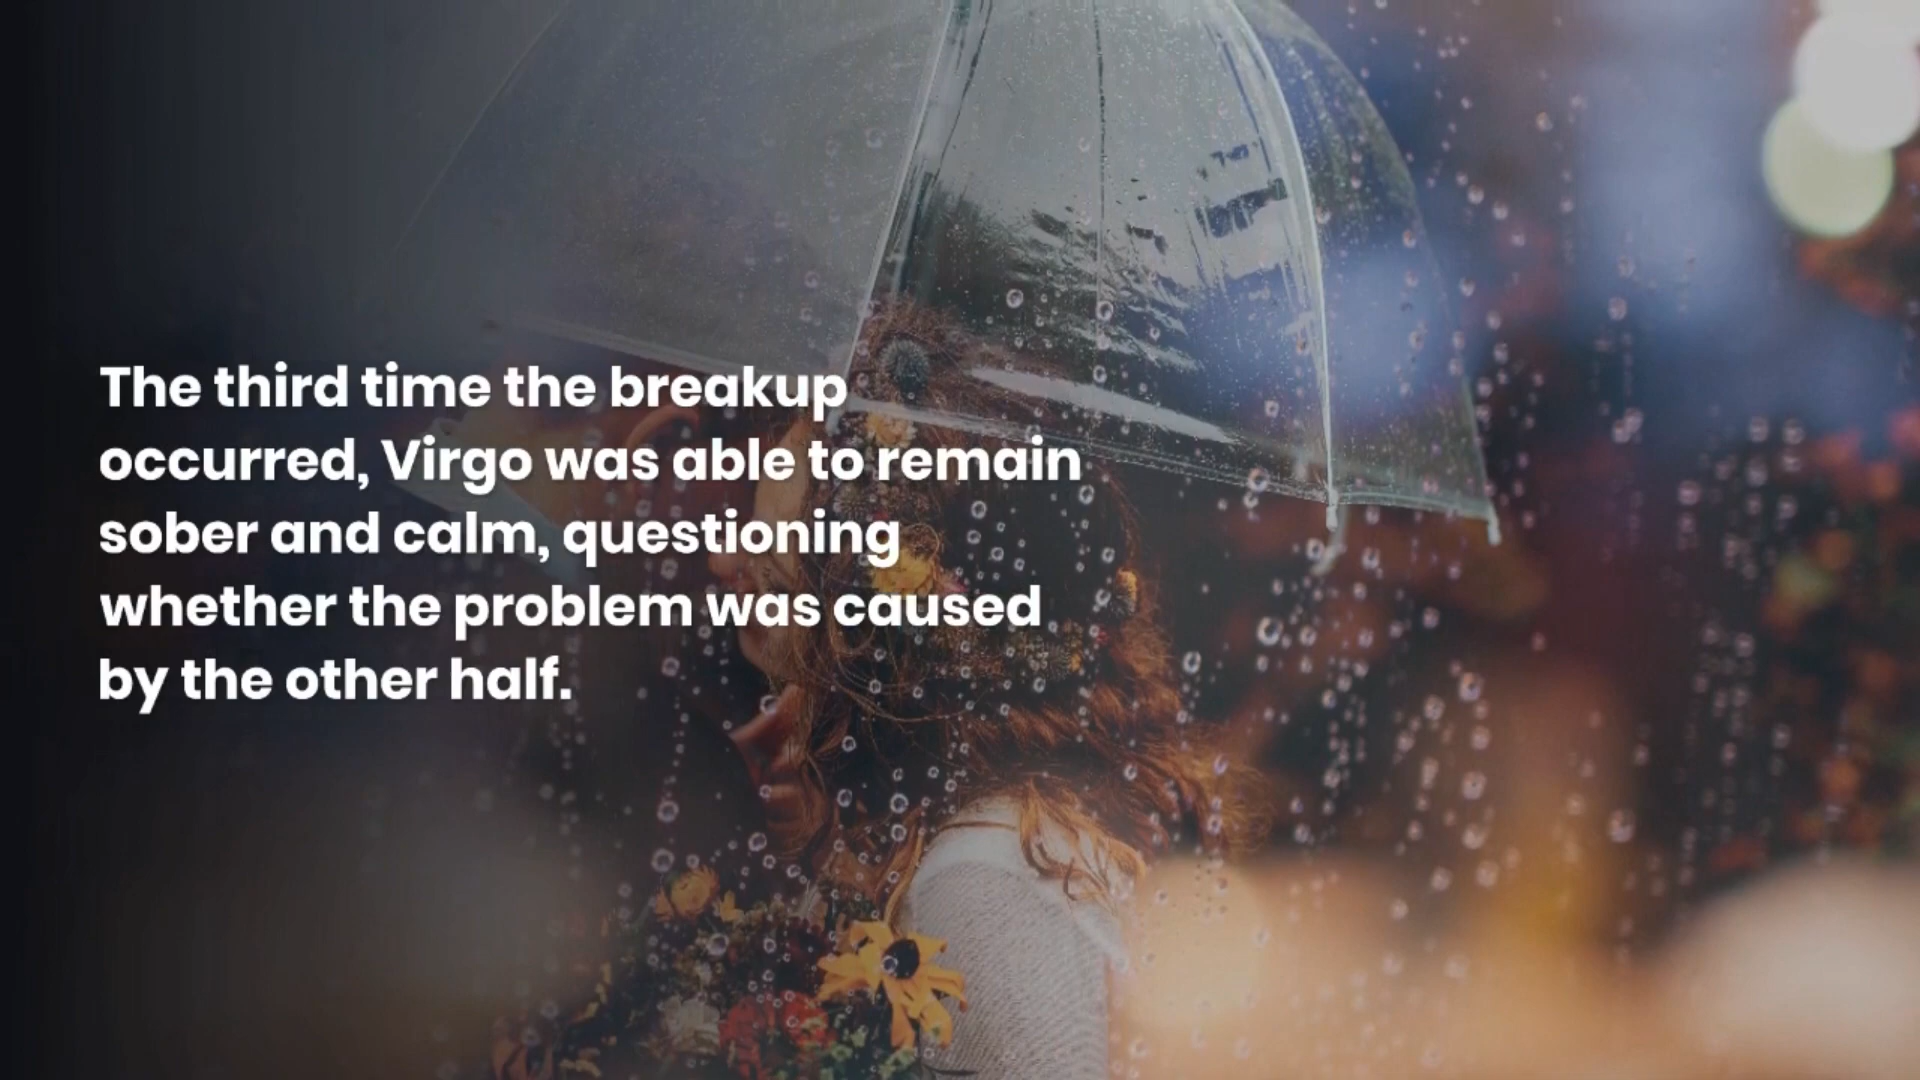 The third time the breakup
occurred, Virgo was able to remain
sober and calm, questioning
whether the problem was caused
by the other half.